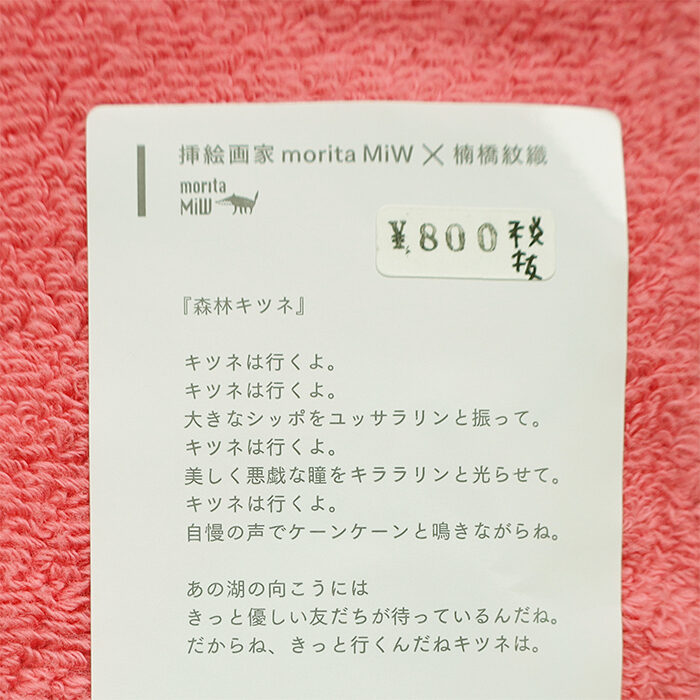 挿絵画家 morita MiW × 楠橋紋織
morita
MiW
¥800 税
抜
『森林キツネ』
キツネは行くよ。
キツネは行くよ。
大きなシッポをユッサラリンと振って。
キツネは行くよ。
美しく悪戯な瞳をキララリンと光らせて。
キツネは行くよ。
自慢の声でケーンケーンと鳴きながらね。
あの湖の向こうには
きっと優しい友だちが待っているんだね。
だからね、きっと行くんだねキツネは。